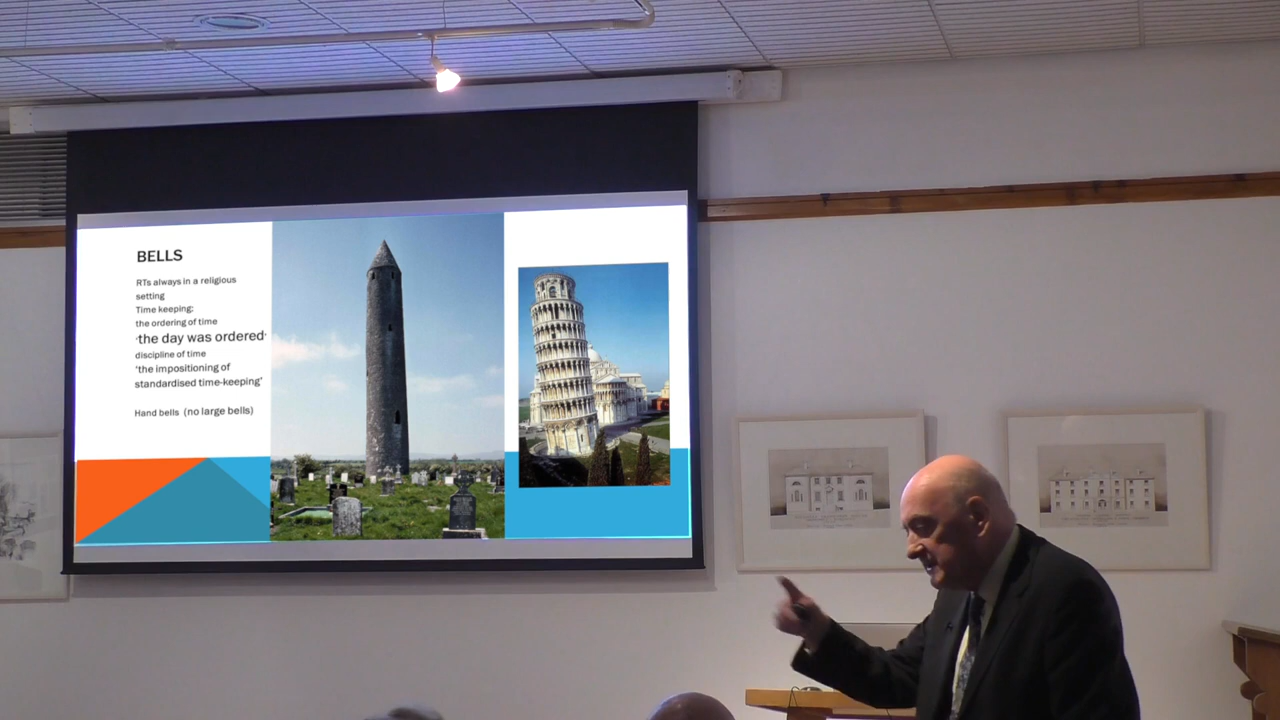 BELLS
RTs always in a religious
setting
Time keeping:
the ordering of time
'the day was ordered'
discipline of time
'the impositioning of
standardised time-keeping'
Hand bells (no large bells)